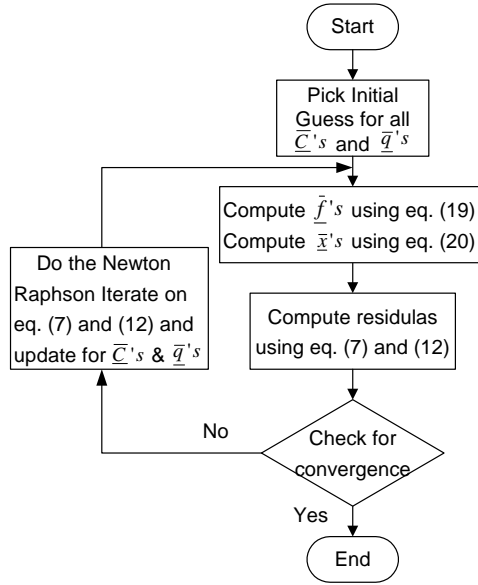 Start
Pick Initial
Guess for all
C̲̅'s and q̲̅'s
Compute f̲̅'s using eq. (19)
Compute x̲̅'s using eq. (20)
Do the Newton
Raphson Iterate on
eq. (7) and (12) and
update for C̲̅'s & q̲̅'s
Compute residulas
using eq. (7) and (12)
No
Check for
convergence
Yes
End